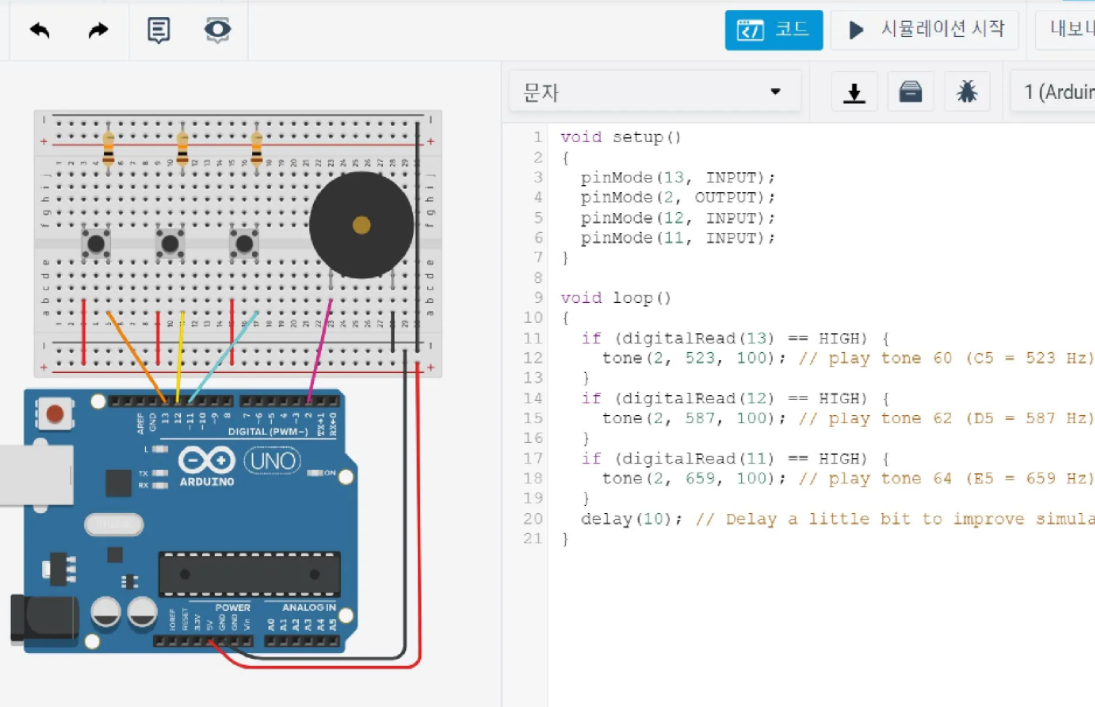 코드
시뮬레이션 시작
문자
1 (Arduin
1 void setup()
2 {
3 pinMode(13, INPUT);
4 pinMode(2, OUTPUT);
5 pinMode(12, INPUT);
6 pinMode(11, INPUT);
7 }
8
9 void loop()
10 {
11 if (digitalRead(13) == HIGH) {
12 tone(2, 523, 100); // play tone 60 (C5 = 523 Hz)
13 }
14 if (digitalRead(12) == HIGH) {
15 tone(2, 587, 100); // play tone 62 (D5 = 587 Hz)
16 }
17 if (digitalRead(11) == HIGH) {
18 tone(2, 659, 100); // play tone 64 (E5 = 659 Hz)
19 }
20 delay(10); // Delay a little bit to improve simula
21 }
AREF
GND
13
12
~11
~10
~9
8
7
~6
~5
4
~3
2
TX→1
RX←0
DIGITAL (PWM~)
L
TX
RX
ARDUINO
UNO
ON
POWER
ANALOG IN
IOREF
RESET
3.3V
5V
GND
GND
Vin
A0
A1
A2
A3
A4
A5